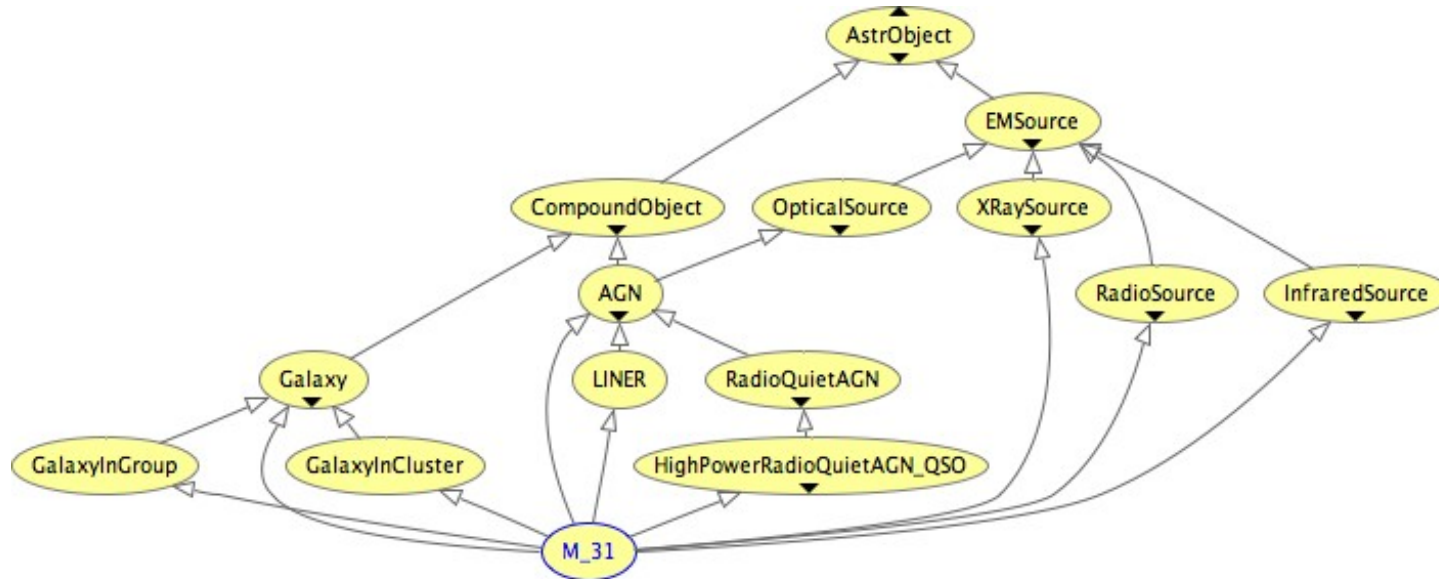 AstrObject
EMSource
CompoundObject
OpticalSource
XRaySource
AGN
RadioSource
InfraredSource
Galaxy
LINER
RadioQuietAGN
GalaxyInGroup
GalaxyInCluster
HighPowerRadioQuietAGN_QSO
M_31